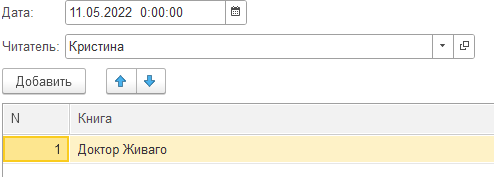 Дата: 11.05.2022 0:00:00
Читатель: Кристина
Добавить
N Книга
1 Доктор Живаго